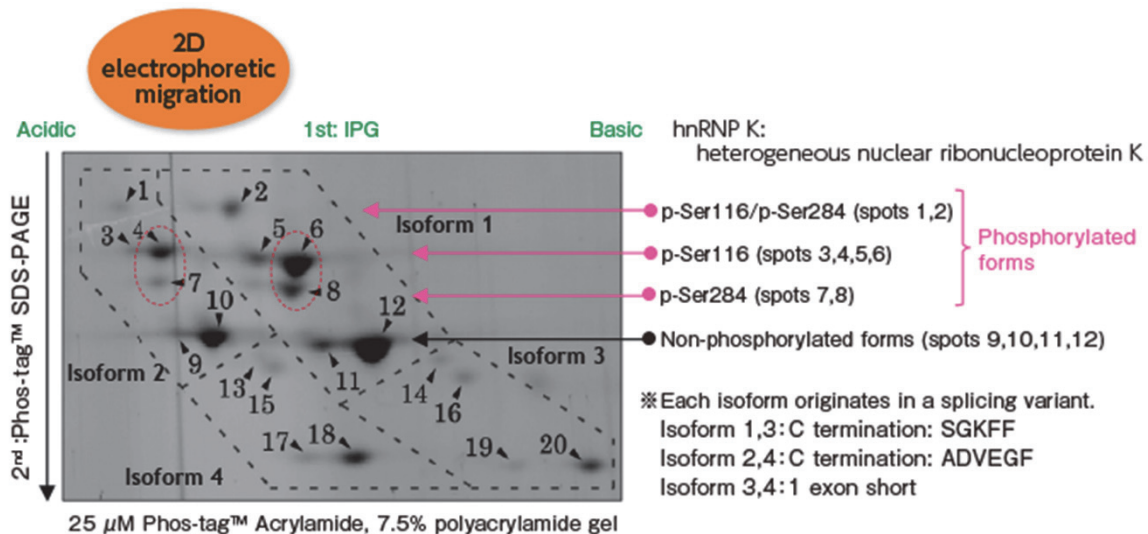 2D
electrophoretic
migration
Acidic
1st: IPG
Basic
hnRNP K:
heterogeneous nuclear ribonucleoprotein K
2nd :Phos-tag™ SDS-PAGE
1
2
3
4
5
6
7
8
9
10
11
12
13
14
15
16
17
18
19
20
Isoform 1
Isoform 2
Isoform 3
Isoform 4
p-Ser116/p-Ser284 (spots 1,2)
p-Ser116 (spots 3,4,5,6)
p-Ser284 (spots 7,8)
Phosphorylated
forms
Non-phosphorylated forms (spots 9,10,11,12)
※Each isoform originates in a splicing variant.
Isoform 1,3:C termination: SGKFF
Isoform 2,4:C termination: ADVEGF
Isoform 3,4:1 exon short
25 µM Phos-tag™ Acrylamide, 7.5% polyacrylamide gel